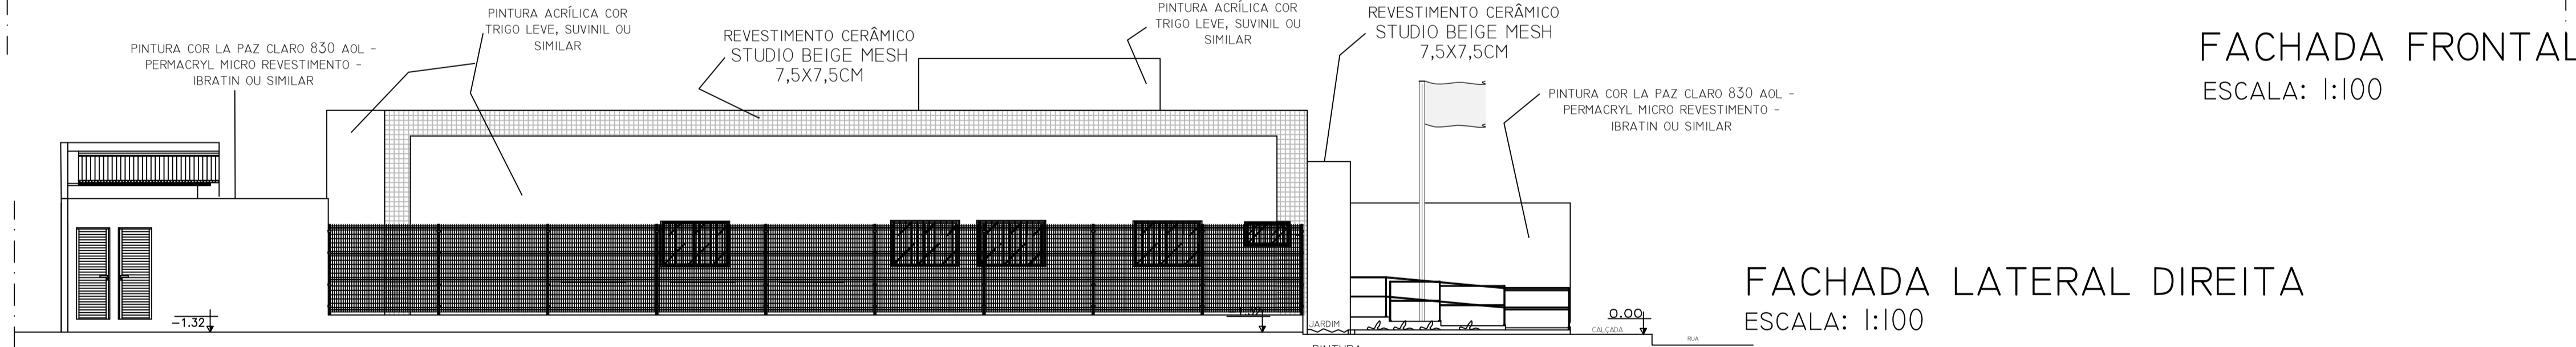 PINTURA ACRÍLICA COR
TRIGO LEVE, SUVINIL OU
SIMILAR
PINTURA COR LA PAZ CLARO 830 AOL -
PERMACRYL MICRO REVESTIMENTO -
IBRATIN OU SIMILAR
REVESTIMENTO CERÂMICO
STUDIO BEIGE MESH
7,5X7,5CM
PINTURA ACRÍLICA COR
TRIGO LEVE, SUVINIL OU
SIMILAR
REVESTIMENTO CERÂMICO
STUDIO BEIGE MESH
7,5X7,5CM
PINTURA COR LA PAZ CLARO 830 AOL -
PERMACRYL MICRO REVESTIMENTO -
IBRATIN OU SIMILAR
FACHADA FRONTAL
ESCALA: 1:100
FACHADA LATERAL DIREITA
ESCALA: 1:100
-1.32
JARDIM
0.00
CALÇADA
RUA